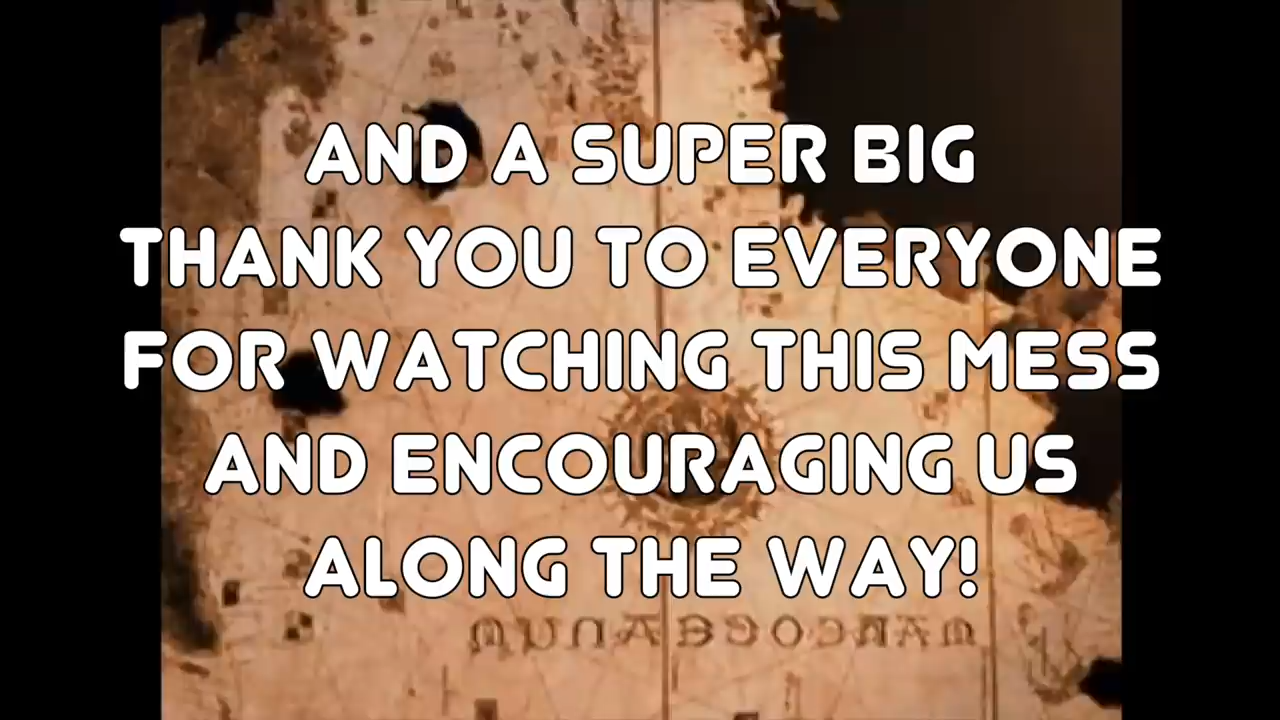 AND A SUPER BIG
THANK YOU TO EVERYONE
FOR WATCHING THIS MESS
AND ENCOURAGING US
ALONG THE WAY!